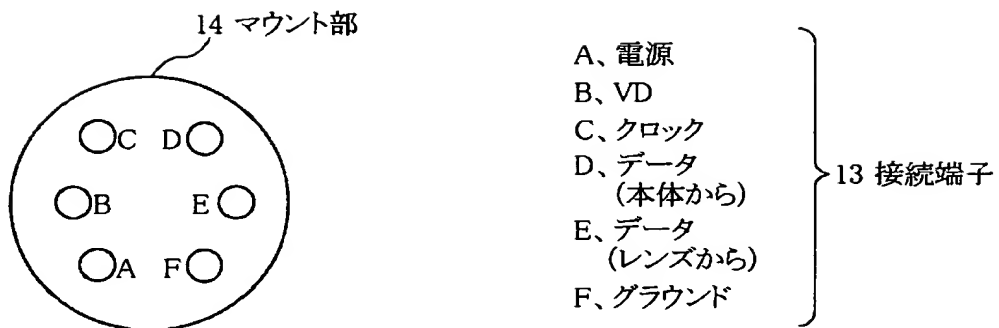 14 マウント部
C D
B E
A F
A、電源
B、VD
C、クロック
D、データ
(本体から)
E、データ
(レンズから)
F、グラウンド
13 接続端子